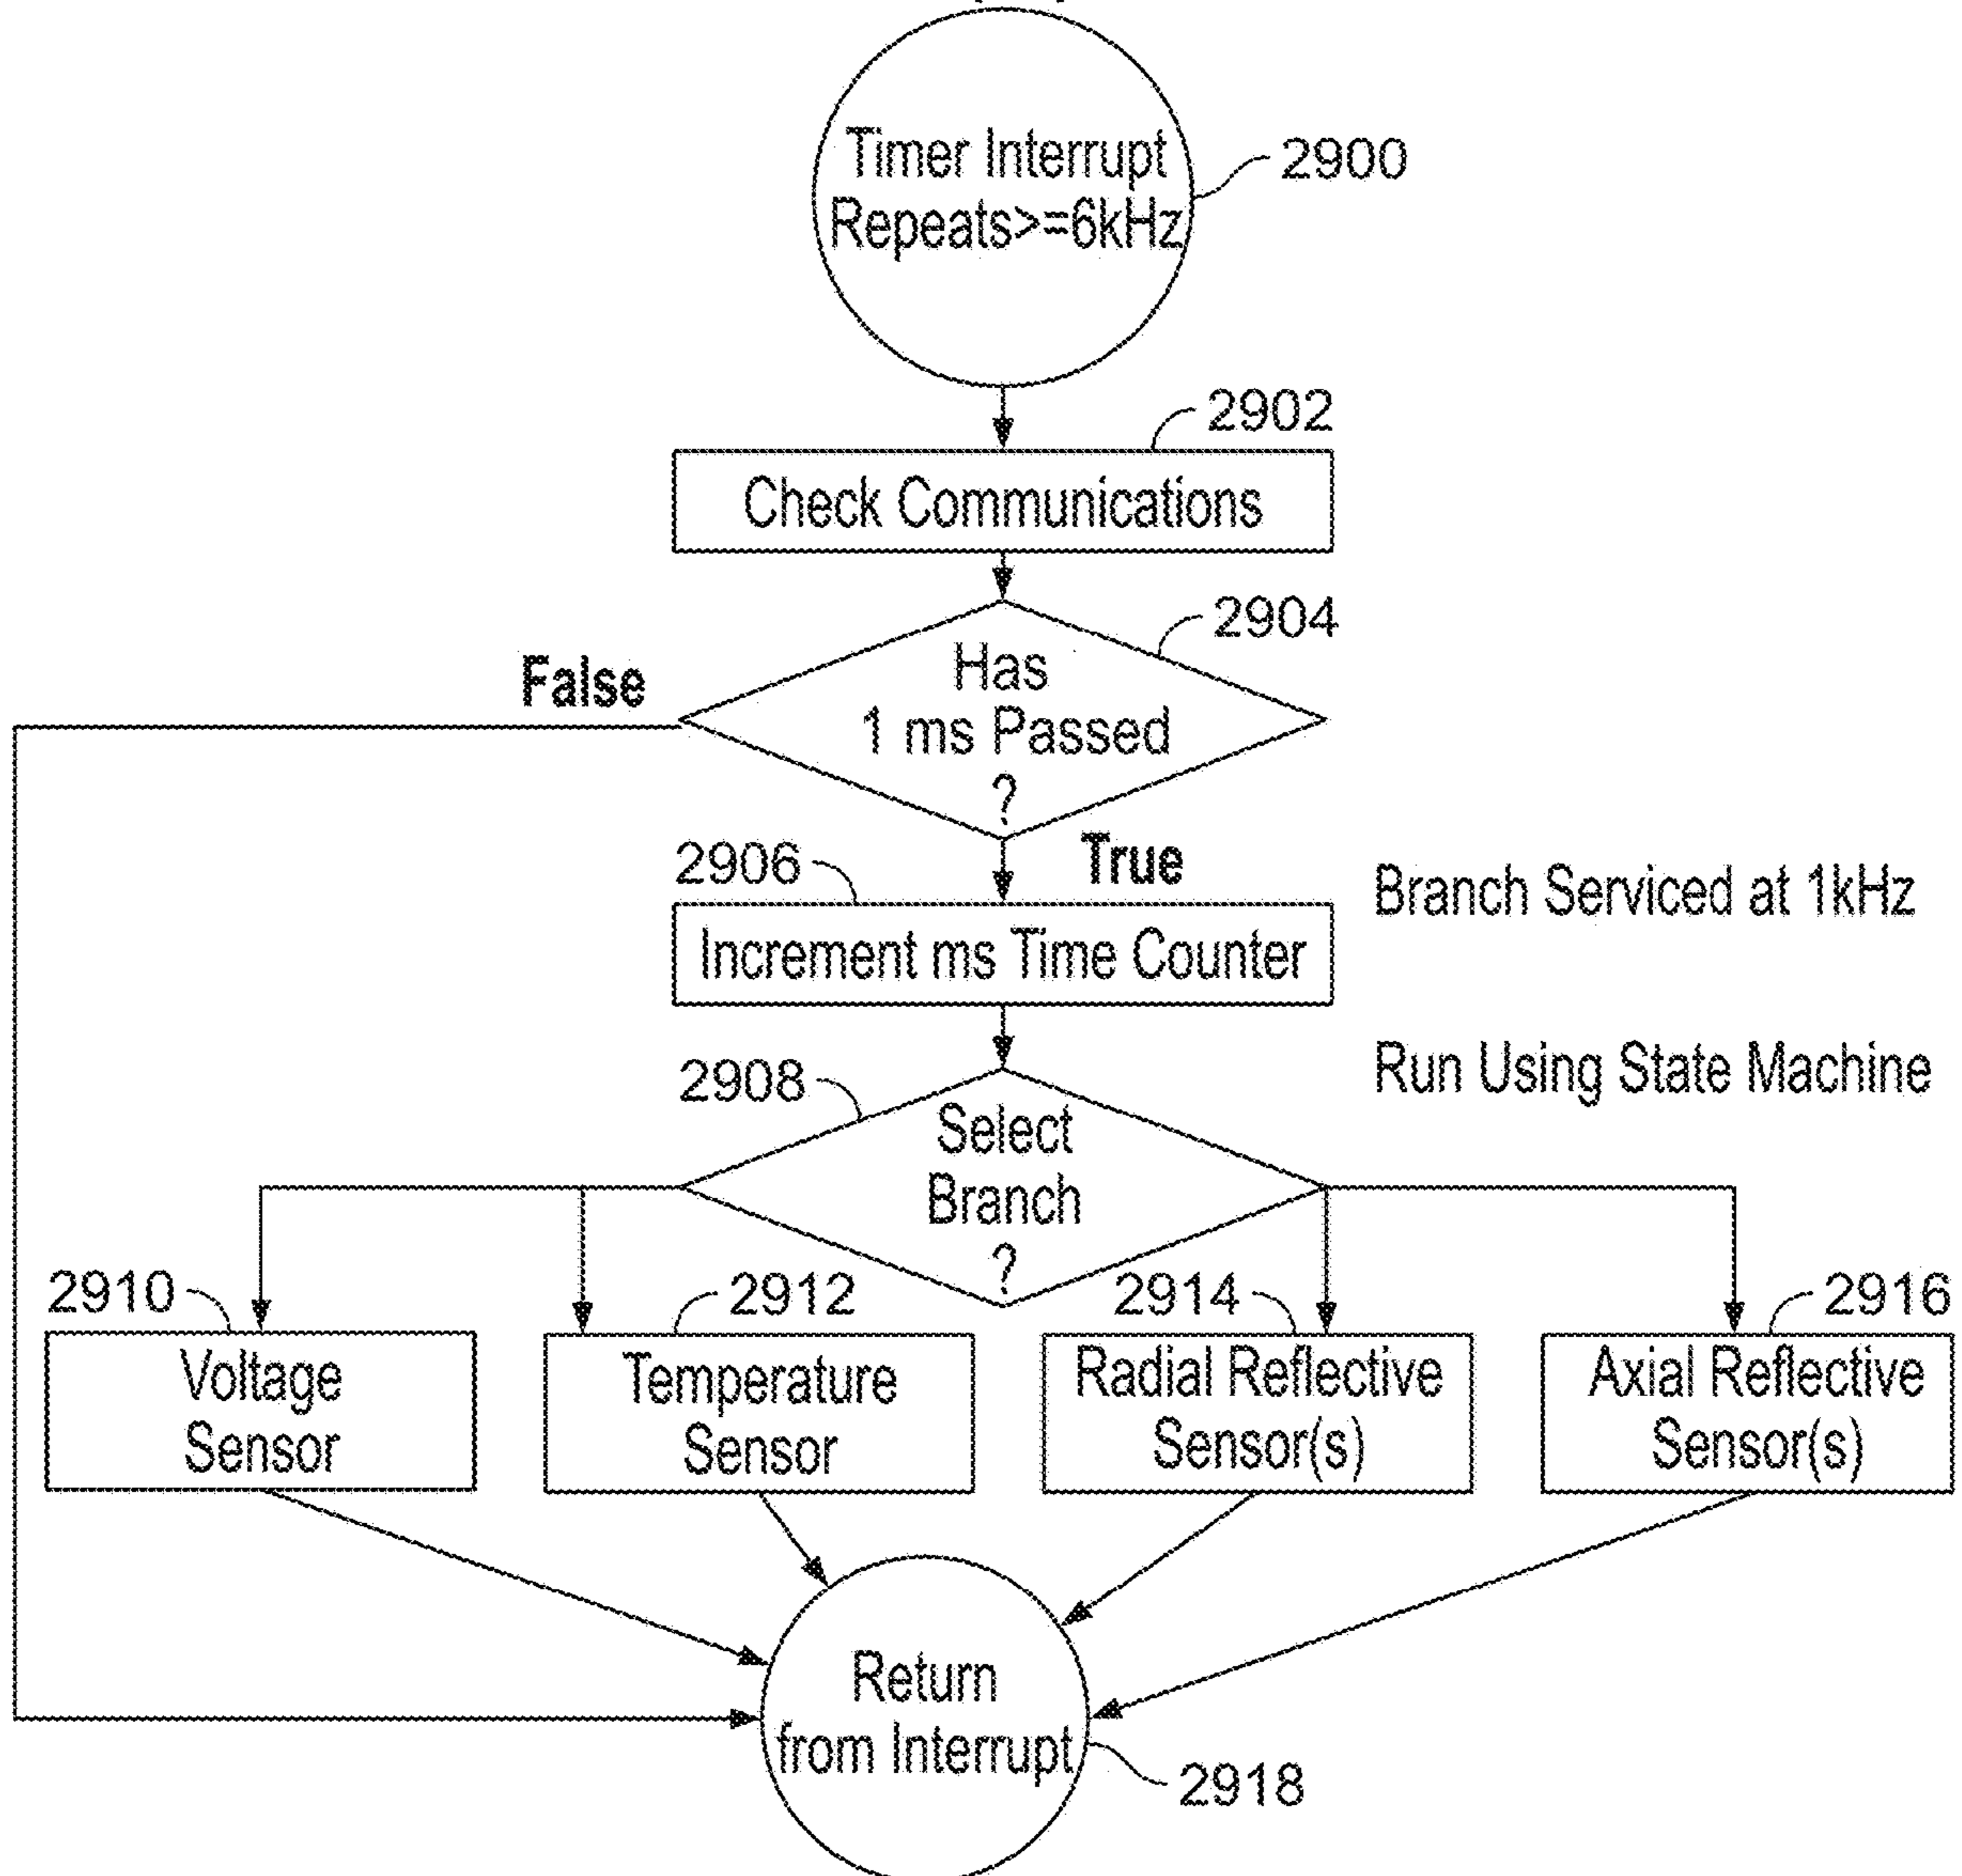 Timer Interrupt
Repeats>=6kHz
2900
2902
Check Communications
2904
False
Has
1 ms Passed
?
True
2906
Increment ms Time Counter
Branch Serviced at 1kHz
Run Using State Machine
2908
Select
Branch
?
2910
Voltage
Sensor
2912
Temperature
Sensor
2914
Radial Reflective
Sensor(s)
2916
Axial Reflective
Sensor(s)
Return
from Interrupt
2918